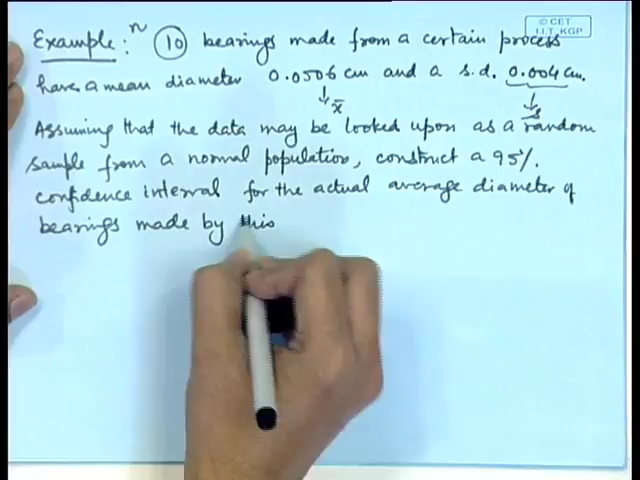 © CET
I.I.T. KGP
Example: n 10 bearings made from a certain process
have a mean diameter 0.0506 cm and a s.d. 0.004 cm.
x̄ s
Assuming that the data may be looked upon as a random
sample from a normal population, construct a 95%
confidence interval for the actual average diameter of
bearings made by this